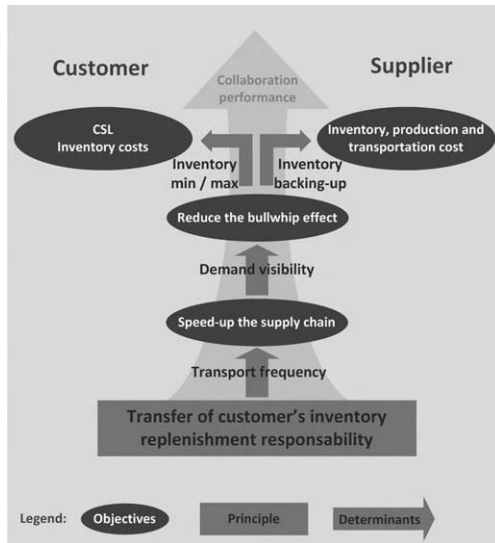 Customer
Supplier
Collaboration
performance
CSL
Inventory costs
Inventory, production and
transportation cost
Inventory
min / max
Inventory
backing-up
Reduce the bullwhip effect
Demand visibility
Speed-up the supply chain
Transport frequency
Transfer of customer's inventory
replenishment responsability
Legend:
Objectives
Principle
Determinants